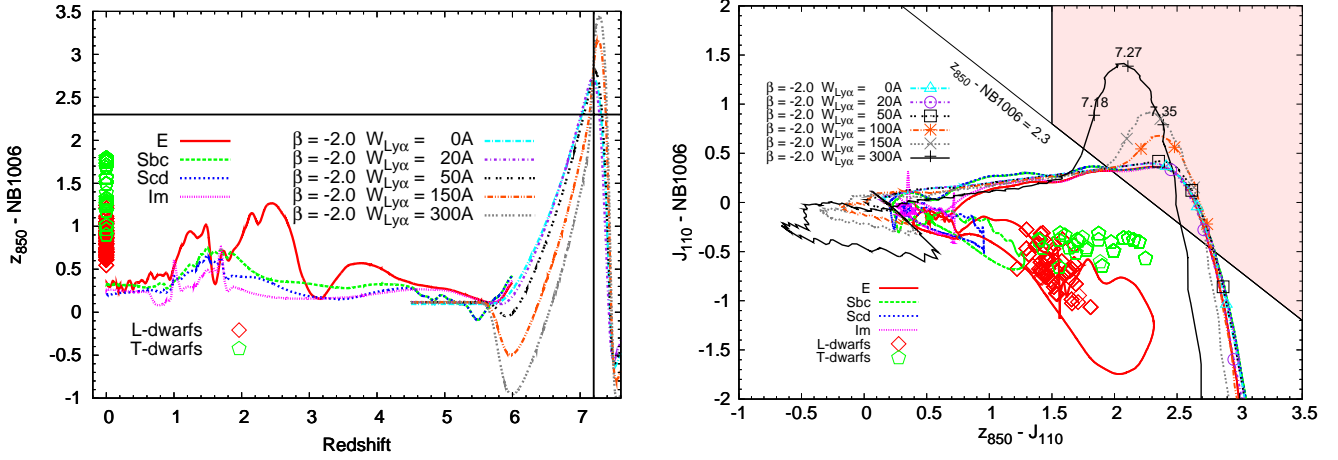 3.5
3
2.5
2
1.5
1
0.5
0
-0.5
-1
z850 - NB1006
E
Sbc
Scd
Im
β = -2.0 WLyα = 0A
β = -2.0 WLyα = 20A
β = -2.0 WLyα = 50A
β = -2.0 WLyα = 150A
β = -2.0 WLyα = 300A
L-dwarfs
T-dwarfs
0 1 2 3 4 5 6 7
Redshift
2
1.5
1
0.5
0
-0.5
-1
-1.5
-2
J110 - NB1006
z850 - NB1006 = 2.3
7.27
7.18
7.35
β = -2.0 WLyα = 0A
β = -2.0 WLyα = 20A
β = -2.0 WLyα = 50A
β = -2.0 WLyα = 100A
β = -2.0 WLyα = 150A
β = -2.0 WLyα = 300A
E
Sbc
Scd
Im
L-dwarfs
T-dwarfs
-1 -0.5 0 0.5 1 1.5 2 2.5 3 3.5
z850 - J110